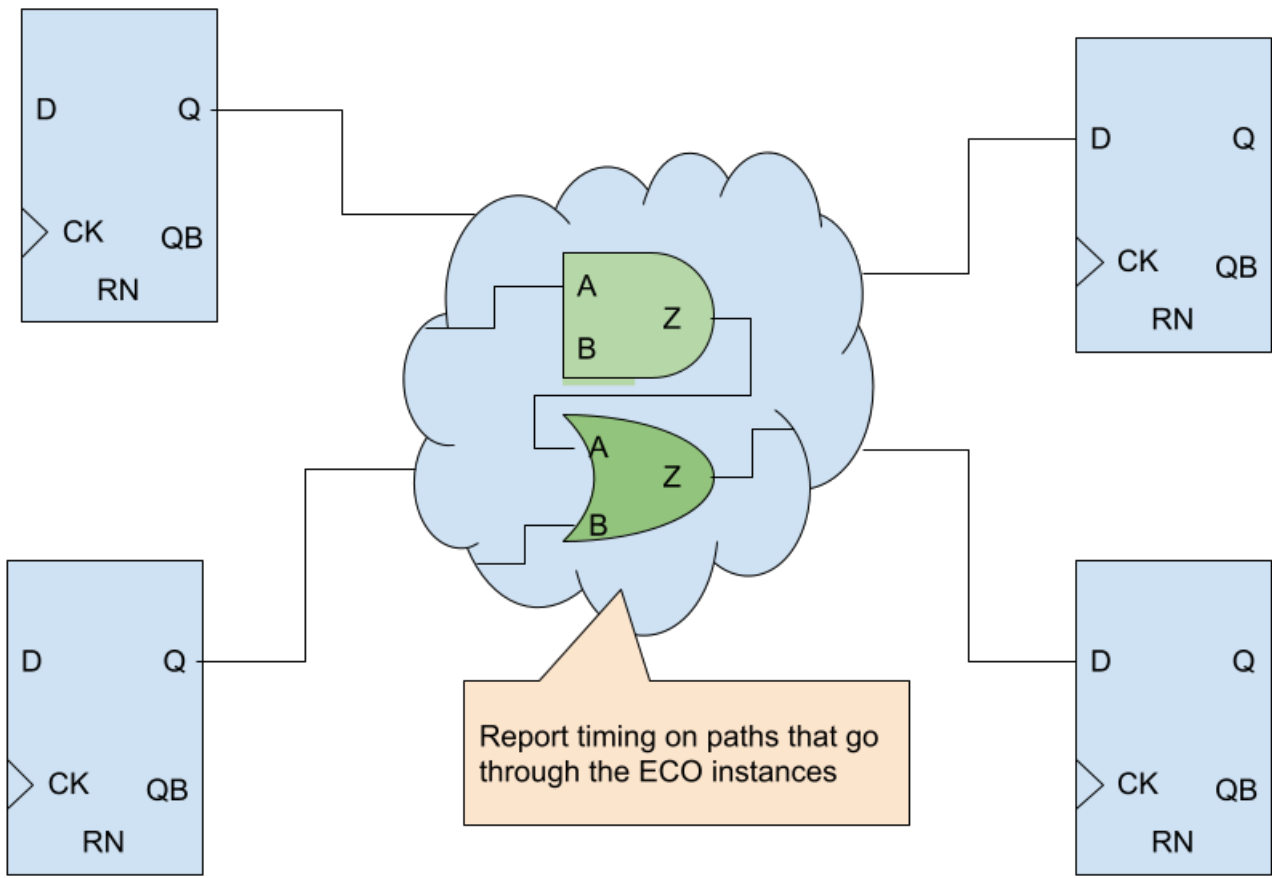 D Q
CK QB
RN
D Q
CK QB
RN
A
Z
B
A
Z
B
D Q
CK QB
RN
D Q
CK QB
RN
Report timing on paths that go
through the ECO instances